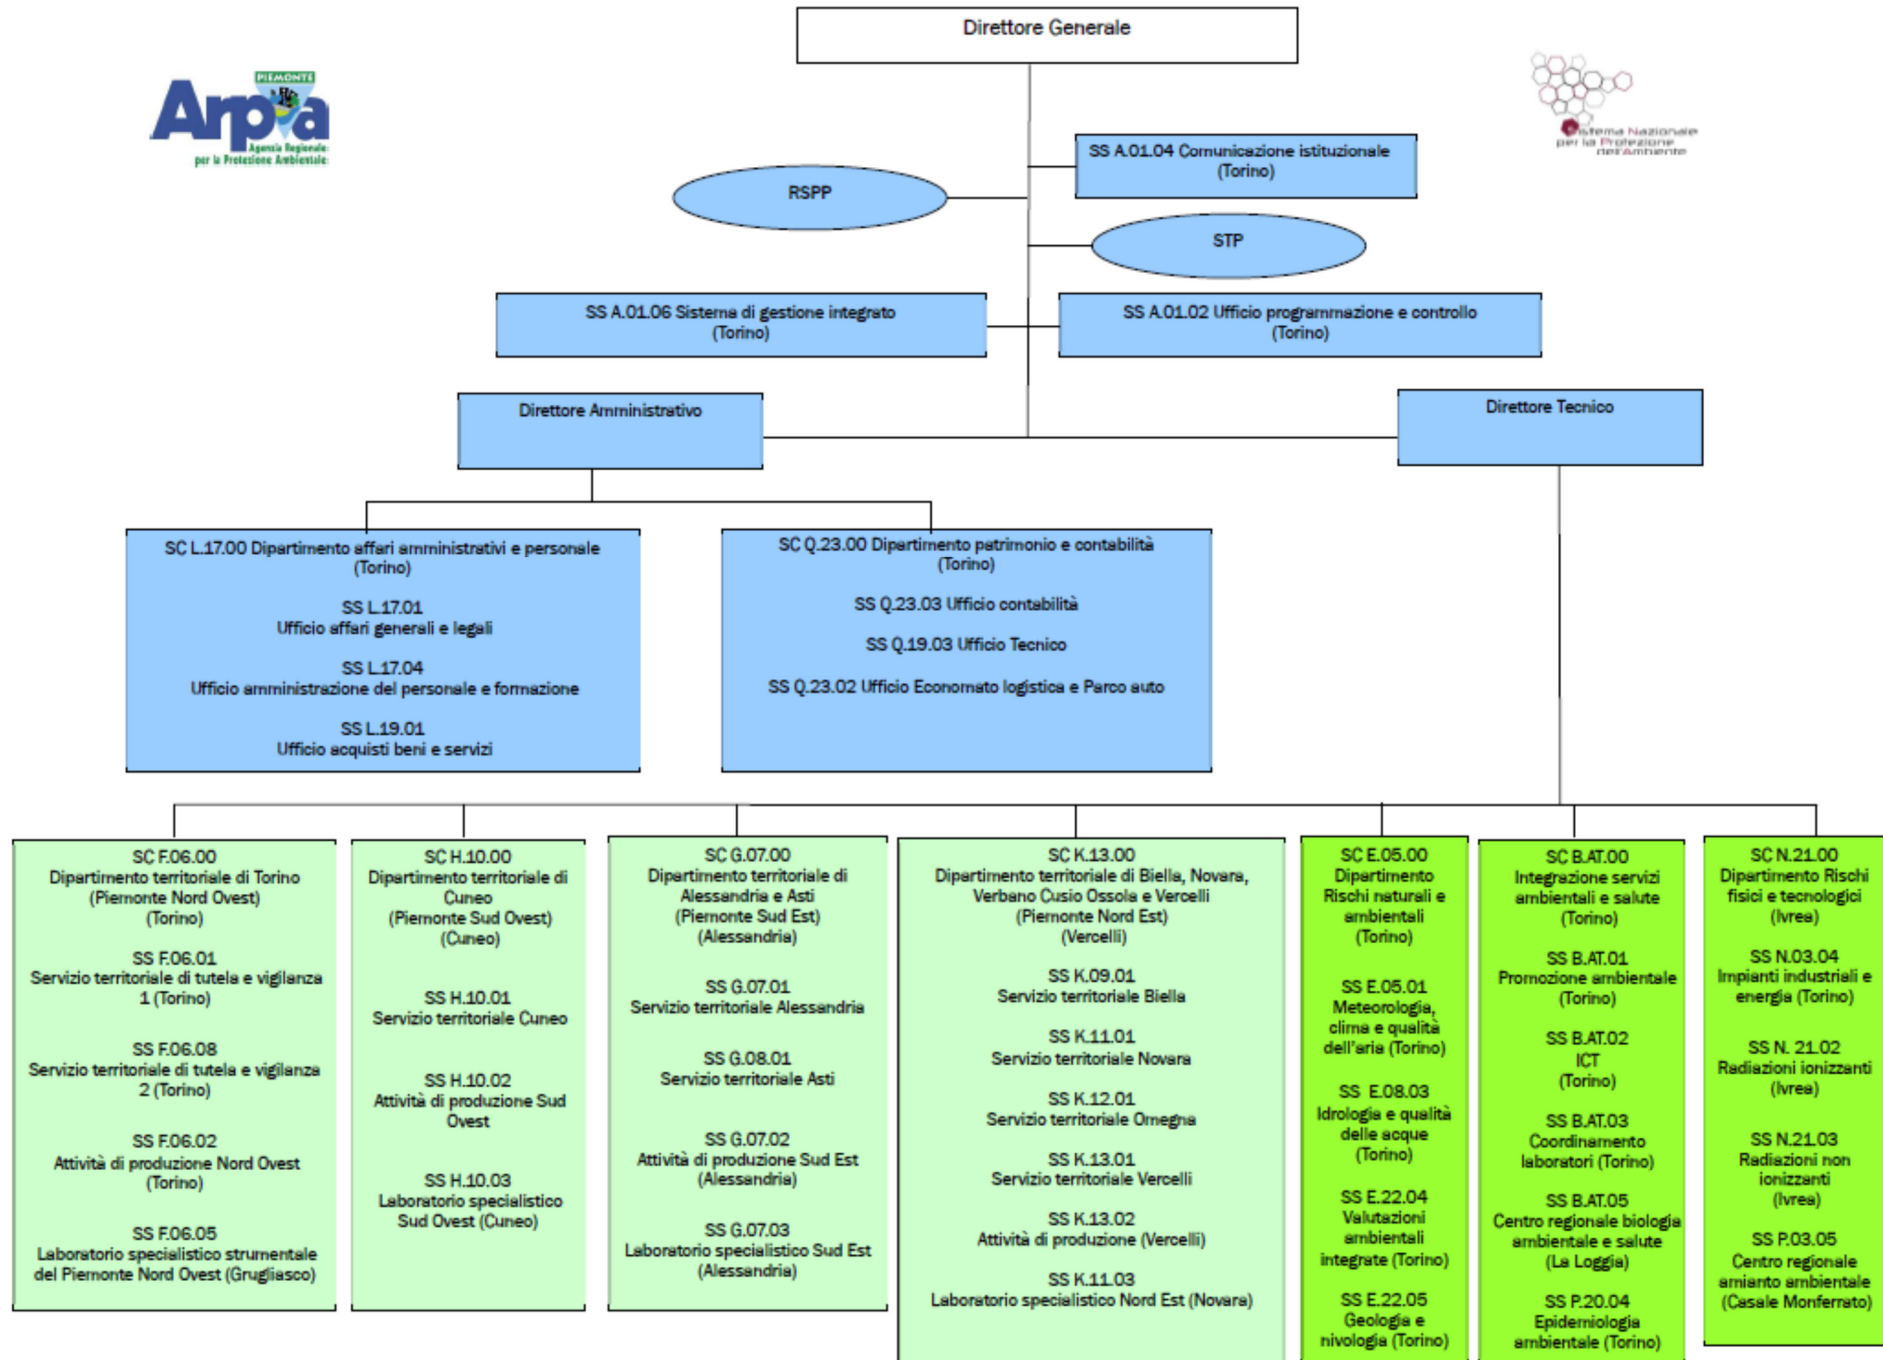 Direttore Generale
PIEMONTE
Arpa
Agenzia Regionale
per la Protezione Ambientale
Sistema Nazionale
per la Protezione
dell'Ambiente
SS A.01.04 Comunicazione istituzionale
(Torino)
RSPP
STP
SS A.01.06 Sistema di gestione integrato
(Torino)
SS A.01.02 Ufficio programmazione e controllo
(Torino)
Direttore Amministrativo
Direttore Tecnico
SC L.17.00 Dipartimento affari amministrativi e personale
(Torino)
SS L.17.01
Ufficio affari generali e legali
SS L.17.04
Ufficio amministrazione del personale e formazione
SS L.19.01
Ufficio acquisti beni e servizi
SC Q.23.00 Dipartimento patrimonio e contabilità
(Torino)
SS Q.23.03 Ufficio contabilità
SS Q.19.03 Ufficio Tecnico
SS Q.23.02 Ufficio Economato logistica e Parco auto
SC F.06.00
Dipartimento territoriale di Torino
(Piemonte Nord Ovest)
(Torino)
SS F.06.01
Servizio territoriale di tutela e vigilanza
1 (Torino)
SS F.06.08
Servizio territoriale di tutela e vigilanza
2 (Torino)
SS F.06.02
Attività di produzione Nord Ovest
(Torino)
SS F.06.05
Laboratorio specialistico strumentale
del Piemonte Nord Ovest (Grugliasco)
SC H.10.00
Dipartimento territoriale di
Cuneo
(Piemonte Sud Ovest)
(Cuneo)
SS H.10.01
Servizio territoriale Cuneo
SS H.10.02
Attività di produzione Sud
Ovest
SS H.10.03
Laboratorio specialistico
Sud Ovest (Cuneo)
SC G.07.00
Dipartimento territoriale di
Alessandria e Asti
(Piemonte Sud Est)
(Alessandria)
SS G.07.01
Servizio territoriale Alessandria
SS G.08.01
Servizio territoriale Asti
SS G.07.02
Attività di produzione Sud Est
(Alessandria)
SS G.07.03
Laboratorio specialistico Sud Est
(Alessandria)
SC K.13.00
Dipartimento territoriale di Biella, Novara,
Verbano Cusio Ossola e Vercelli
(Piemonte Nord Est)
(Vercelli)
SS K.09.01
Servizio territoriale Biella
SS K.11.01
Servizio territoriale Novara
SS K.12.01
Servizio territoriale Omegna
SS K.13.01
Servizio territoriale Vercelli
SS K.13.02
Attività di produzione (Vercelli)
SS K.11.03
Laboratorio specialistico Nord Est (Novara)
SC E.05.00
Dipartimento
Rischi naturali e
ambientali
(Torino)
SS E.05.01
Meteorologia,
clima e qualità
dell'aria (Torino)
SS E.08.03
Idrologia e qualità
delle acque
(Torino)
SS E.22.04
Valutazioni
ambientali
integrate (Torino)
SS E.22.05
Geologia e
nivologia (Torino)
SC B.AT.00
Integrazione servizi
ambientali e salute
(Torino)
SS B.AT.01
Promozione ambientale
(Torino)
SS B.AT.02
ICT
(Torino)
SS B.AT.03
Coordinamento
laboratori (Torino)
SS B.AT.05
Centro regionale biologia
ambientale e salute
(La Loggia)
SS P.20.04
Epidemiologia
ambientale (Torino)
SC N.21.00
Dipartimento Rischi
fisici e tecnologici
(Ivrea)
SS N.03.04
Impianti industriali e
energia (Torino)
SS N. 21.02
Radiazioni ionizzanti
(Ivrea)
SS N.21.03
Radiazioni non
ionizzanti
(Ivrea)
SS P.03.05
Centro regionale
amianto ambientale
(Casale Monferrato)